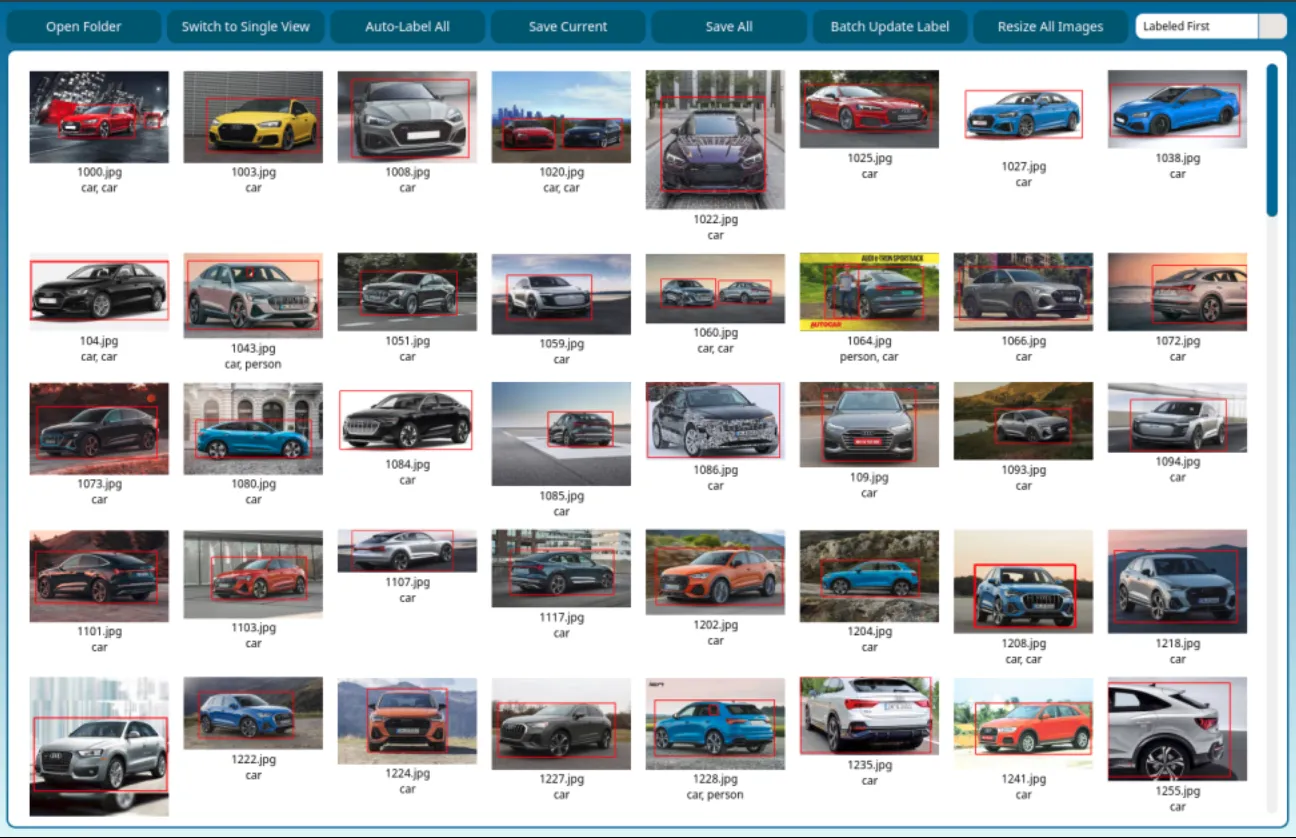 Open Folder
Switch to Single View
Auto-Label All
Save Current
Save All
Batch Update Label
Resize All Images
Labeled First
1000.jpg
car, car
1003.jpg
car
1008.jpg
car
1020.jpg
car, car
1022.jpg
car
1025.jpg
car
1027.jpg
car
1038.jpg
car
104.jpg
car, car
1043.jpg
car, person
1051.jpg
car
1059.jpg
car
1060.jpg
car, car
AUDI e-TRON SPORTBACK
AUTOCAR
1064.jpg
person, car
1066.jpg
car
1072.jpg
car
1073.jpg
car
1080.jpg
car
1084.jpg
car
1085.jpg
car
1086.jpg
car
109.jpg
car
1093.jpg
car
1094.jpg
car
1101.jpg
car
1103.jpg
car
1107.jpg
car
1117.jpg
car
1202.jpg
car
1204.jpg
car
1208.jpg
car, car
1218.jpg
car
1222.jpg
car
1224.jpg
car
1227.jpg
car
1228.jpg
car, person
1235.jpg
car
1241.jpg
car
1255.jpg
car